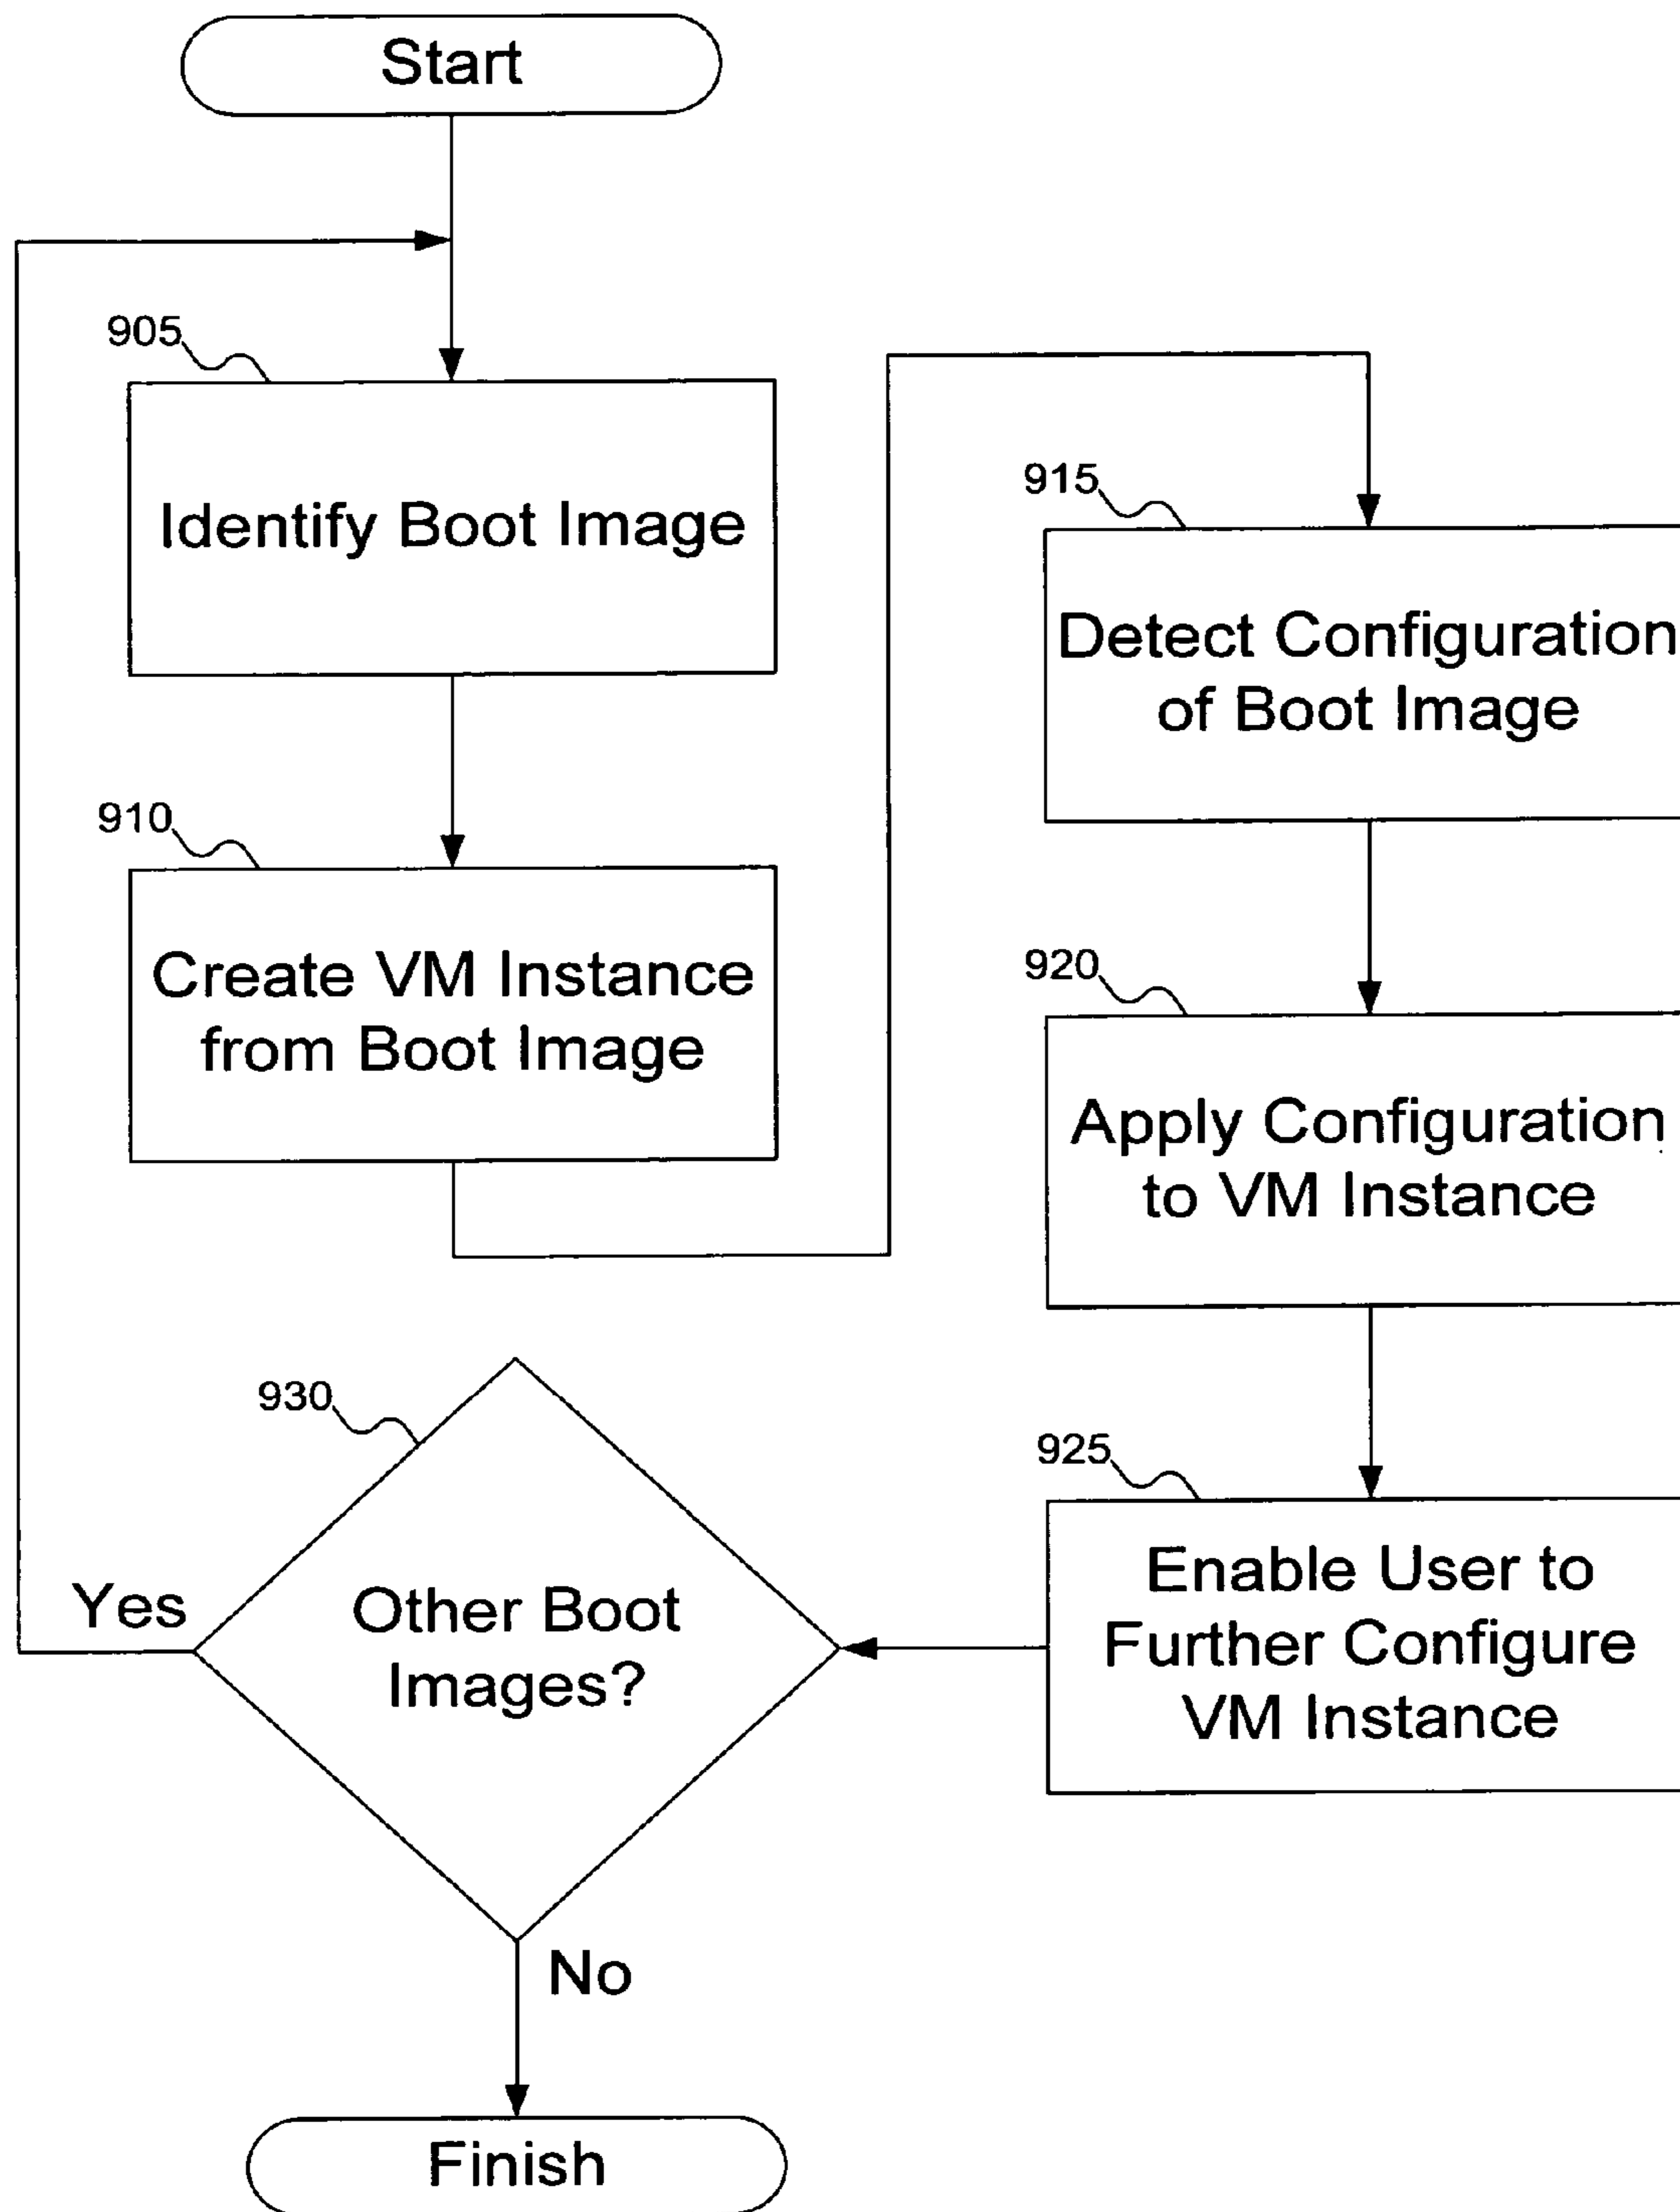 Start
905
Identify Boot Image
910
Create VM Instance
from Boot Image
915
Detect Configuration
of Boot Image
920
Apply Configuration
to VM Instance
925
Enable User to
Further Configure
VM Instance
930
Other Boot
Images?
Yes
No
Finish